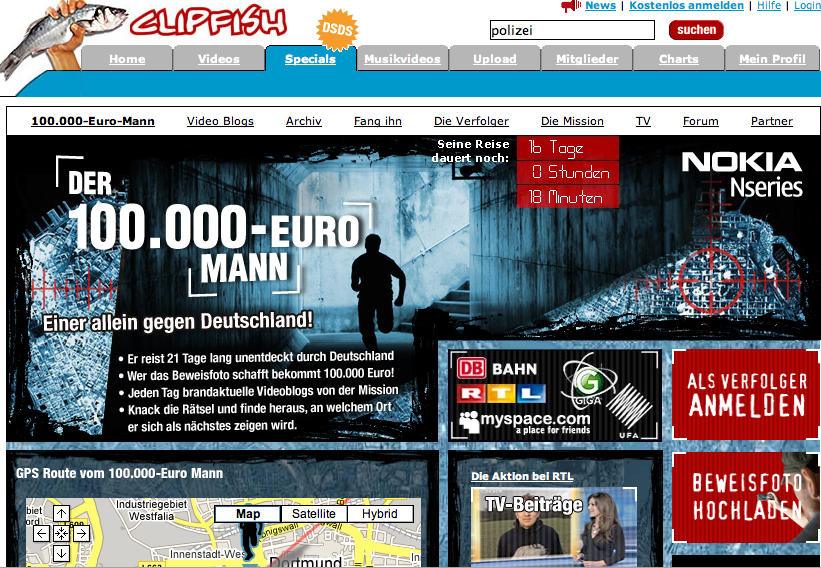 CLIPFISH
DSDS
News | Kostenlos anmelden | Hilfe | Login
polizei
suchen
Home
Videos
Specials
Musikvideos
Upload
Mitglieder
Charts
Mein Profil
100.000-Euro-Mann
Video Blogs
Archiv
Fang ihn
Die Verfolger
Die Mission
TV
Forum
Partner
Seine Reise
dauert noch:
16 Tage
0 Stunden
18 Minuten
NOKIA
Nseries
DER
100.000-EURO
MANN
Einer allein gegen Deutschland!
• Er reist 21 Tage lang unentdeckt durch Deutschland
• Wer das Beweisfoto schafft bekommt 100.000 Euro!
• Jeden Tag brandaktuelle Videoblogs von der Mission
• Knack die Rätsel und finde heraus, an welchem Ort
er sich als nächstes zeigen wird.
DB BAHN
RTL
G
GIGA
myspace.com
a place for friends
UFA
ALS VERFOLGER
ANMELDEN
BEWEISFOTO
HOCHLADEN
GPS Route vom 100.000-Euro Mann
Die Aktion bei RTL
TV-Beiträge
Map
Satellite
Hybrid
Industriegebiet
Westfalia
Innenstadt-Wes
Dortmund